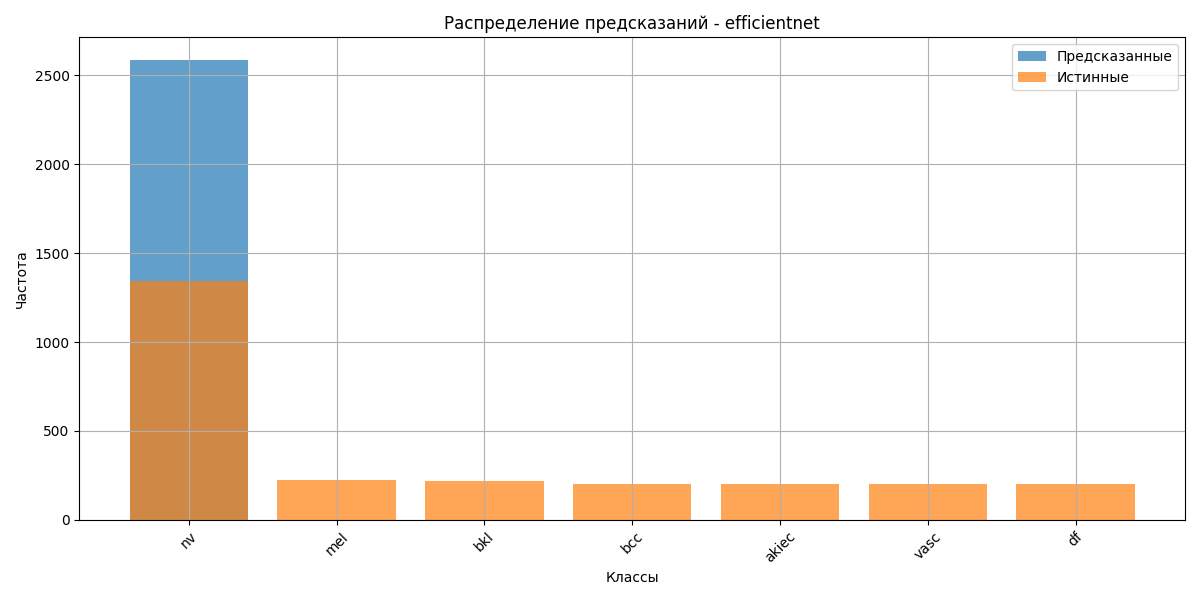 Распределение предсказаний - efficientnet
Предсказанные
Истинные
Частота
2500
2000
1500
1000
500
0
nv
mel
bkl
bcc
akiec
vasc
df
Классы